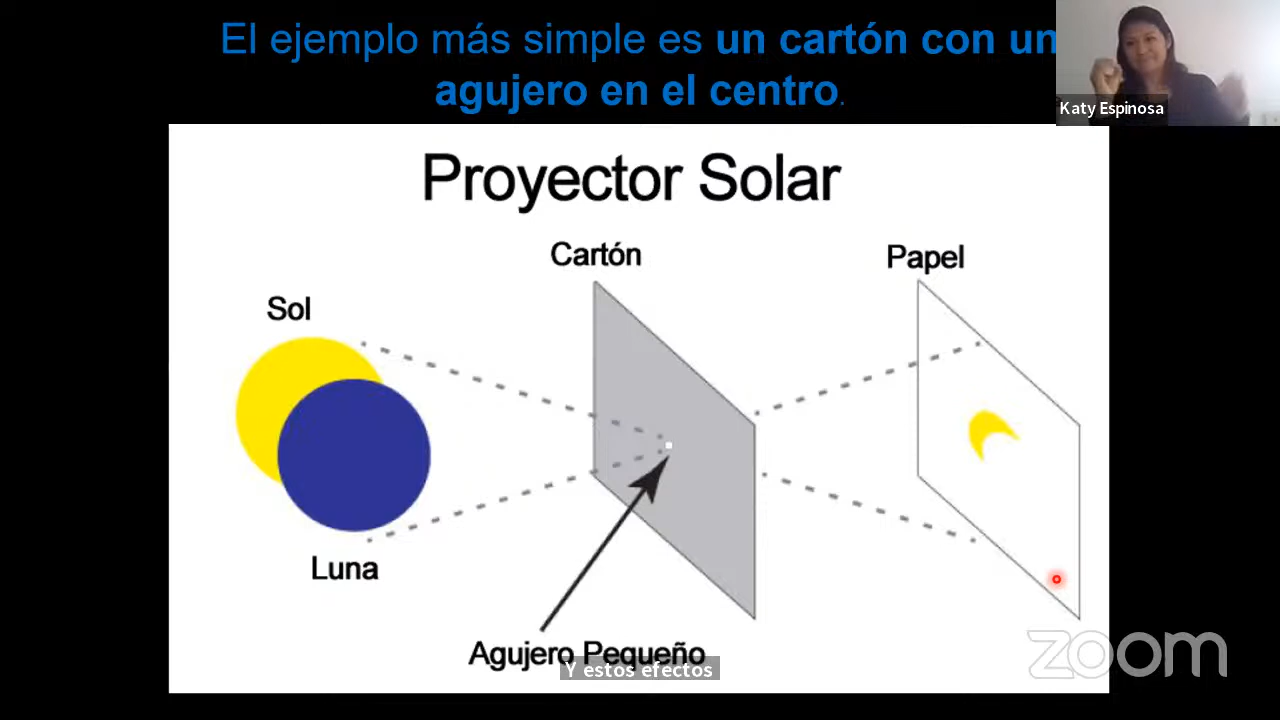 El ejemplo más simple es un cartón con un
agujero en el centro.
Katy Espinosa
Proyector Solar
Cartón
Papel
Sol
Luna
Agujero Pequeño
Y estos efectos
zoom